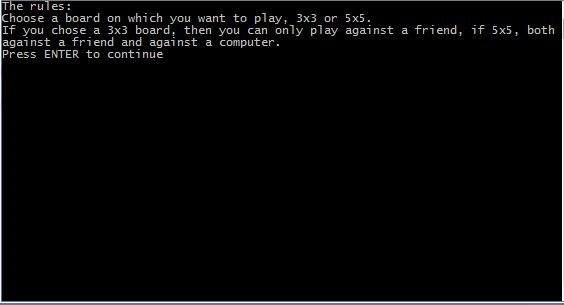 The rules:
Choose a board on which you want to play, 3x3 or 5x5.
If you chose a 3x3 board, then you can only play against a friend, if 5x5, both
against a friend and against a computer.
Press ENTER to continue